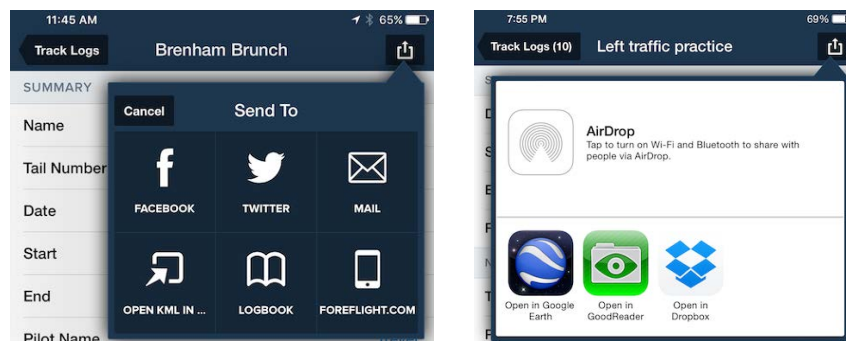 11:45 AM
65%
Track Logs
Brenham Brunch
SUMMARY
Cancel
Send To
Name
Tail Number
FACEBOOK
TWITTER
MAIL
Date
Start
End
OPEN KML IN ...
LOGBOOK
FOREFLIGHT.COM
Pilot Name
7:55 PM
69%
Track Logs (10)
Left traffic practice
AirDrop
Tap to turn on Wi-Fi and Bluetooth to share with
people via AirDrop.
Open in Google
Earth
Open in
GoodReader
Open in
Dropbox